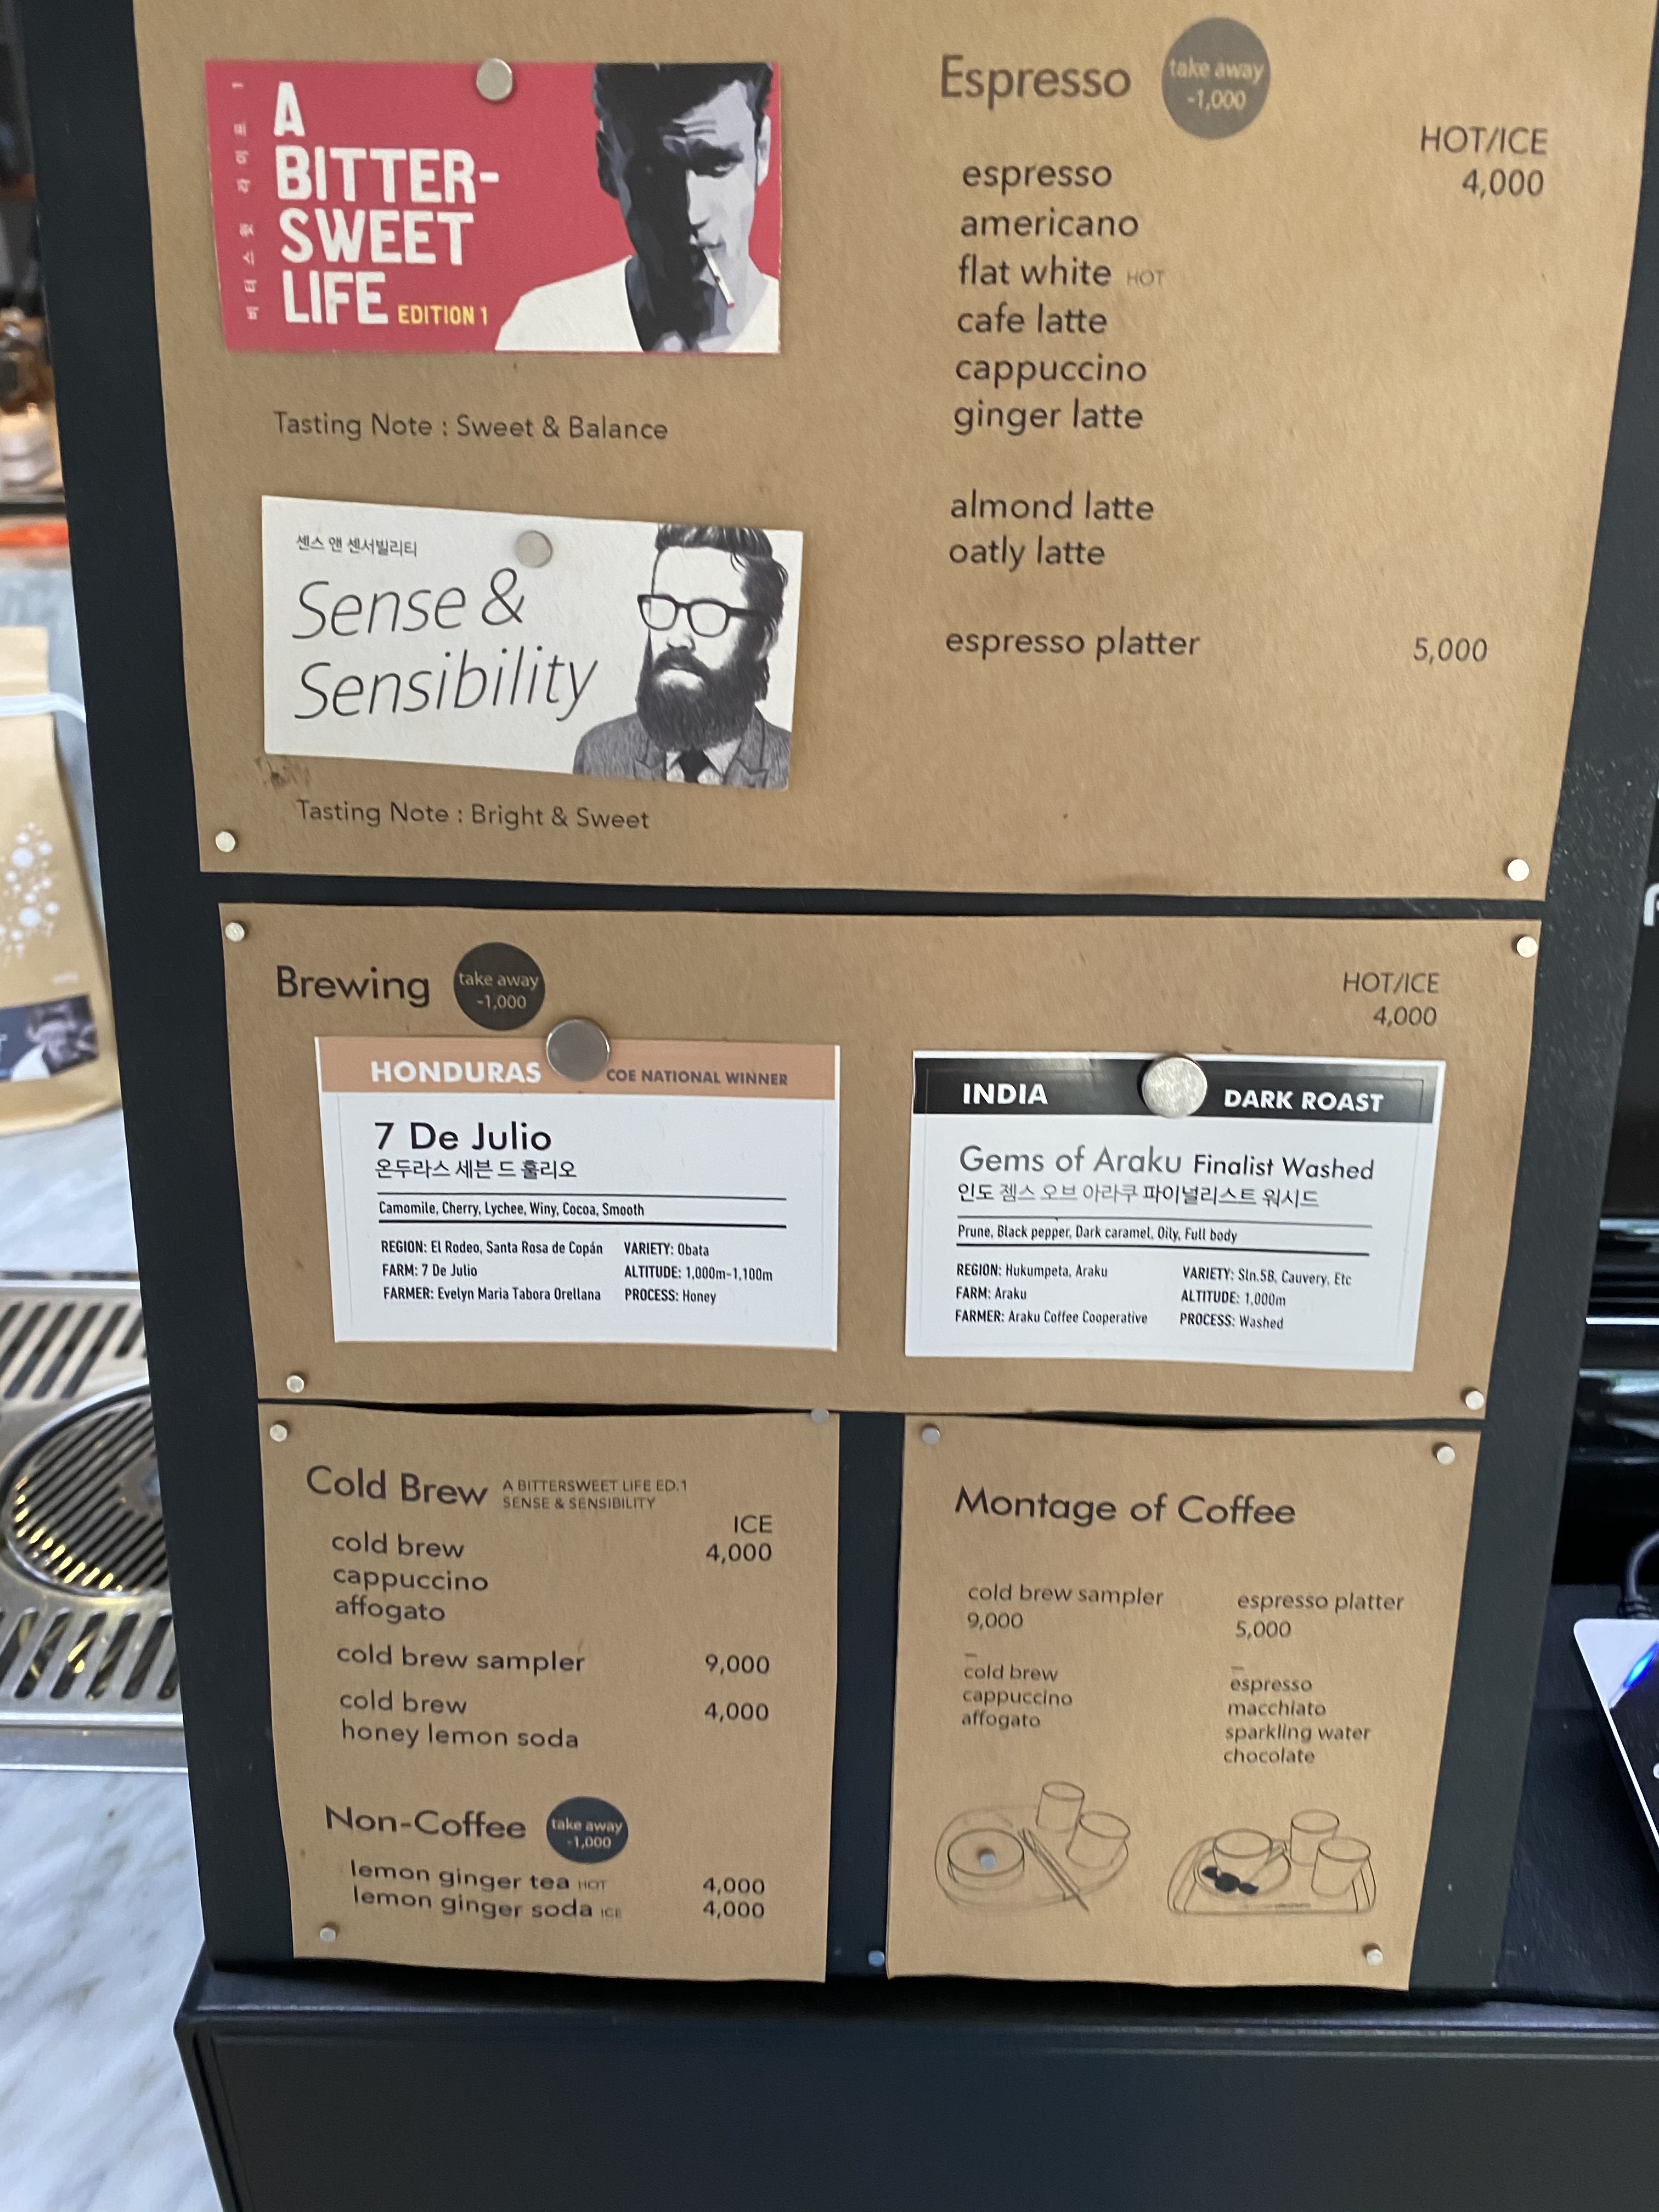 비 터 스 윗 라 이 프 1
A
BITTER-
SWEET
LIFE EDITION 1
Tasting Note : Sweet & Balance
센스 앤 센서빌리티
Sense &
Sensibility
Tasting Note : Bright & Sweet
Espresso
take away
-1,000
HOT/ICE
espresso 4,000
americano
flat white HOT
cafe latte
cappuccino
ginger latte
almond latte
oatly latte
espresso platter 5,000
Brewing
take away
-1,000
HOT/ICE
4,000
HONDURAS COE NATIONAL WINNER
7 De Julio
온두라스 세븐 드 훌리오
Camomile, Cherry, Lychee, Winy, Cocoa, Smooth
REGION: El Rodeo, Santa Rosa de Copán VARIETY: Obata
FARM: 7 De Julio ALTITUDE: 1,000m-1,100m
FARMER: Evelyn Maria Tabora Orellana PROCESS: Honey
INDIA DARK ROAST
Gems of Araku Finalist Washed
인도 젬스 오브 아라쿠 파이널리스트 워시드
Prune, Black pepper, Dark caramel, Oily, Full body
REGION: Hukumpeta, Araku VARIETY: Sln.5B, Cauvery, Etc
FARM: Araku ALTITUDE: 1,000m
FARMER: Araku Coffee Cooperative PROCESS: Washed
Cold Brew A BITTERSWEET LIFE ED.1
SENSE & SENSIBILITY
ICE
cold brew 4,000
cappuccino
affogato
cold brew sampler 9,000
cold brew 4,000
honey lemon soda
Non-Coffee
take away
-1,000
lemon ginger tea HOT 4,000
lemon ginger soda ICE 4,000
Montage of Coffee
cold brew sampler
9,000
–
cold brew
cappuccino
affogato
espresso platter
5,000
–
espresso
macchiato
sparkling water
chocolate